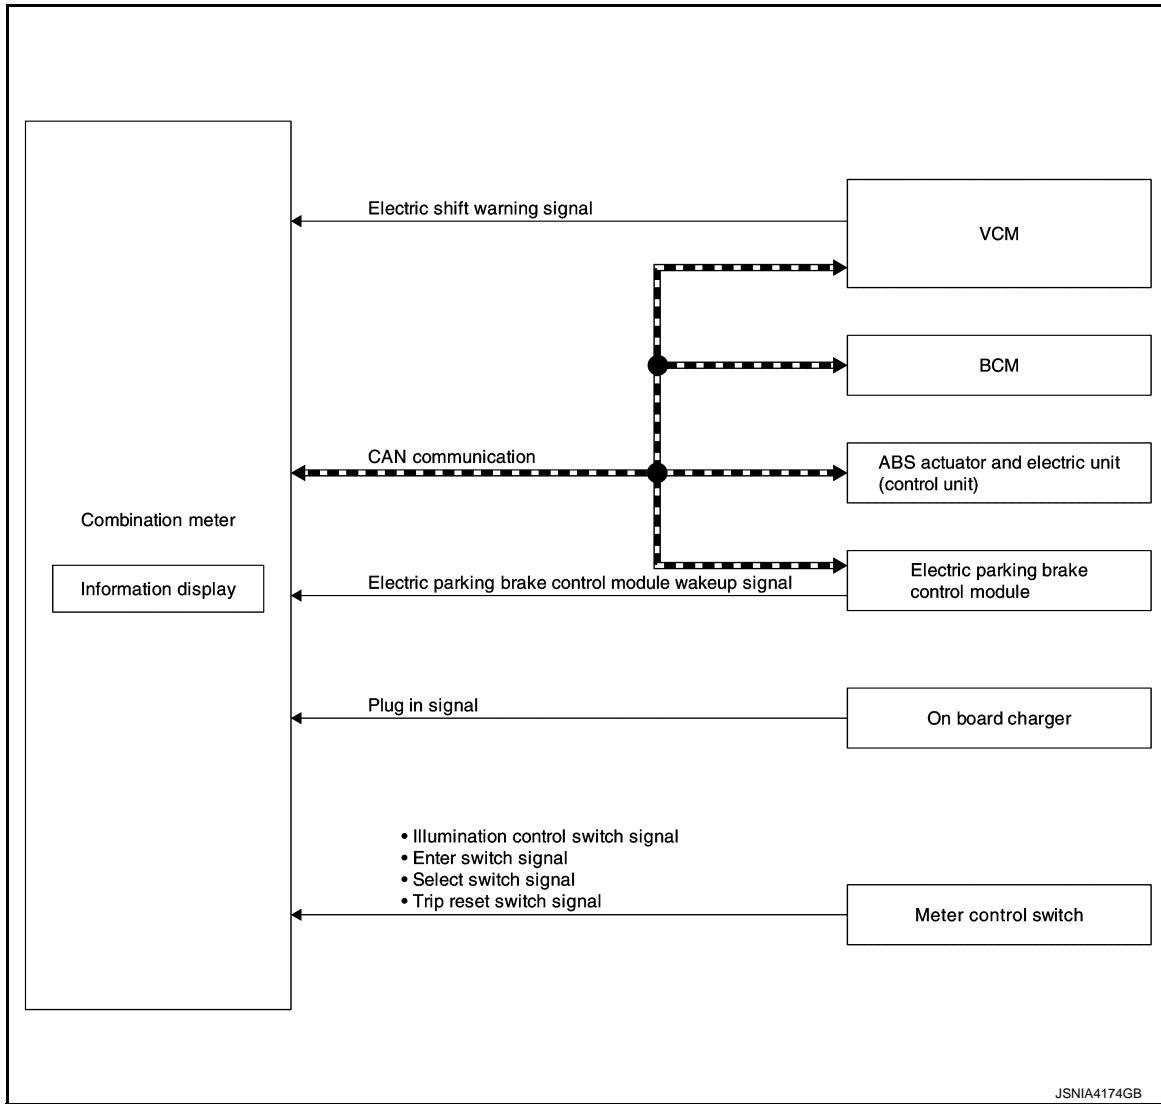 Electric shift warning signal
VCM
BCM
CAN communication
ABS actuator and electric unit
(control unit)
Combination meter
Information display
Electric parking brake control module wakeup signal
Electric parking brake
control module
Plug in signal
On board charger
• Illumination control switch signal
• Enter switch signal
• Select switch signal
• Trip reset switch signal
Meter control switch
JSNIA4174GB